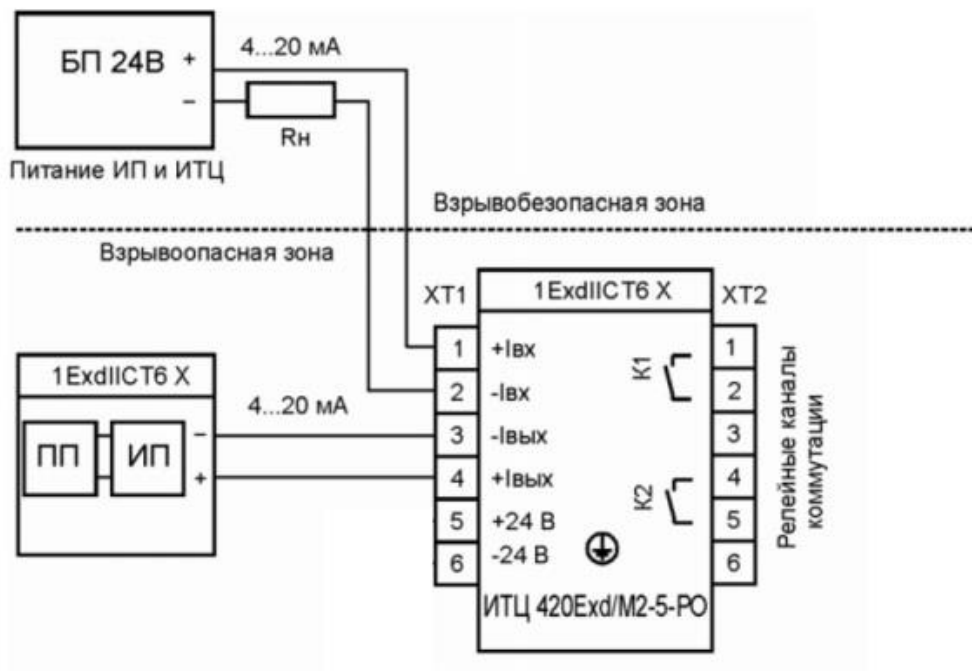 БП 24В
+
–
4...20 мА
Rн
Питание ИП и ИТЦ
Взрывобезопасная зона
Взрывоопасная зона
1ExdIICT6 X
ПП
ИП
–
+
4...20 мА
XT1
1ExdIICT6 X
XT2
1
+Iвх
2
-Iвх
3
-Iвых
4
+Iвых
5
+24 В
6
-24 В
K1
K2
1
2
3
4
5
6
Релейные каналы
коммутации
ИТЦ 420Exd/М2-5-РО